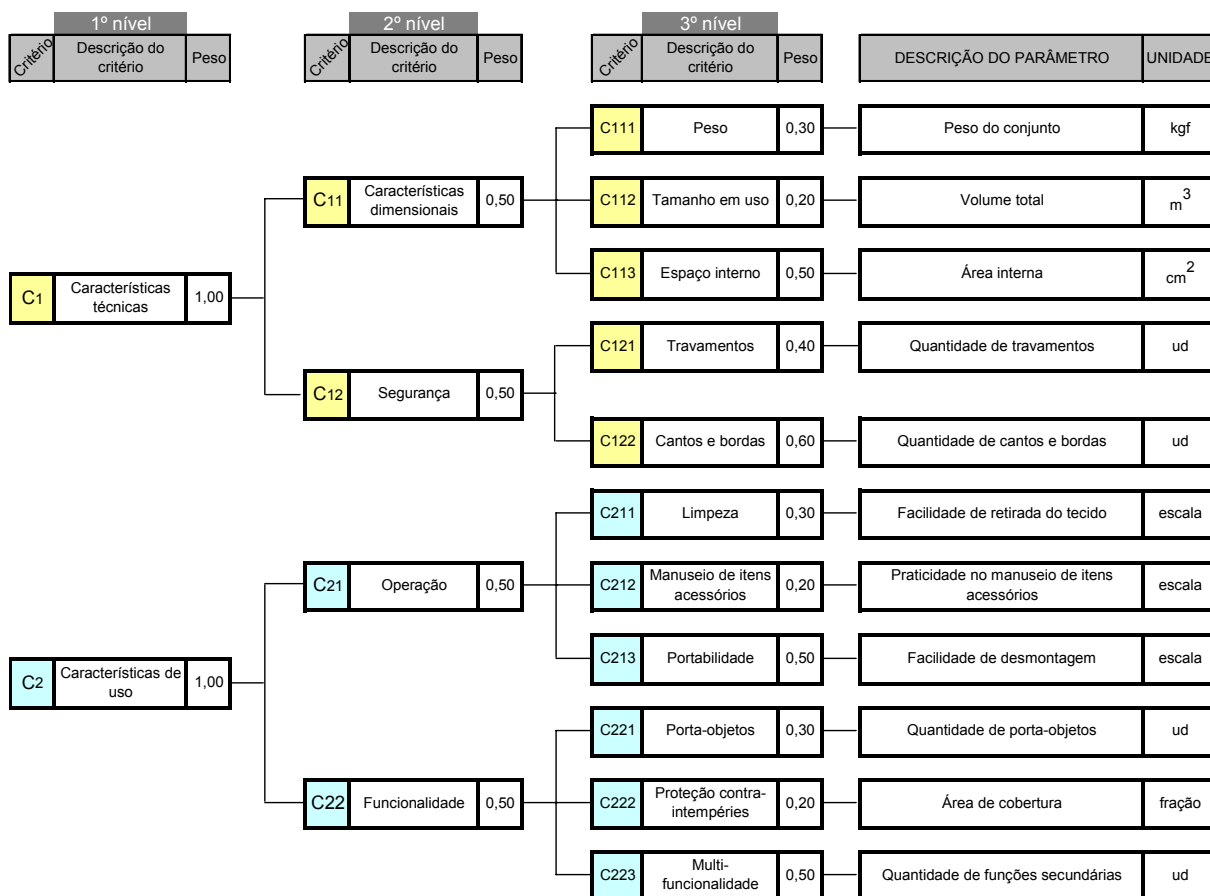 1º nível
2º nível
3º nível
Critério
Descrição do
critério
Peso
Critério
Descrição do
critério
Peso
Critério
Descrição do
critério
Peso
DESCRIÇÃO DO PARÂMETRO
UNIDADE
C111
Peso
0,30
Peso do conjunto
kgf
C11
Características
dimensionais
0,50
C112
Tamanho em uso
0,20
Volume total
m3
C1
Características
técnicas
1,00
C113
Espaço interno
0,50
Área interna
cm2
C121
Travamentos
0,40
Quantidade de travamentos
ud
C12
Segurança
0,50
C122
Cantos e bordas
0,60
Quantidade de cantos e bordas
ud
C211
Limpeza
0,30
Facilidade de retirada do tecido
escala
C21
Operação
0,50
C212
Manuseio de itens
acessórios
0,20
Praticidade no manuseio de itens
acessórios
escala
C2
Características de
uso
1,00
C213
Portabilidade
0,50
Facilidade de desmontagem
escala
C221
Porta-objetos
0,30
Quantidade de porta-objetos
ud
C22
Funcionalidade
0,50
C222
Proteção contra-
intempéries
0,20
Área de cobertura
fração
C223
Multi-
funcionalidade
0,50
Quantidade de funções secundárias
ud